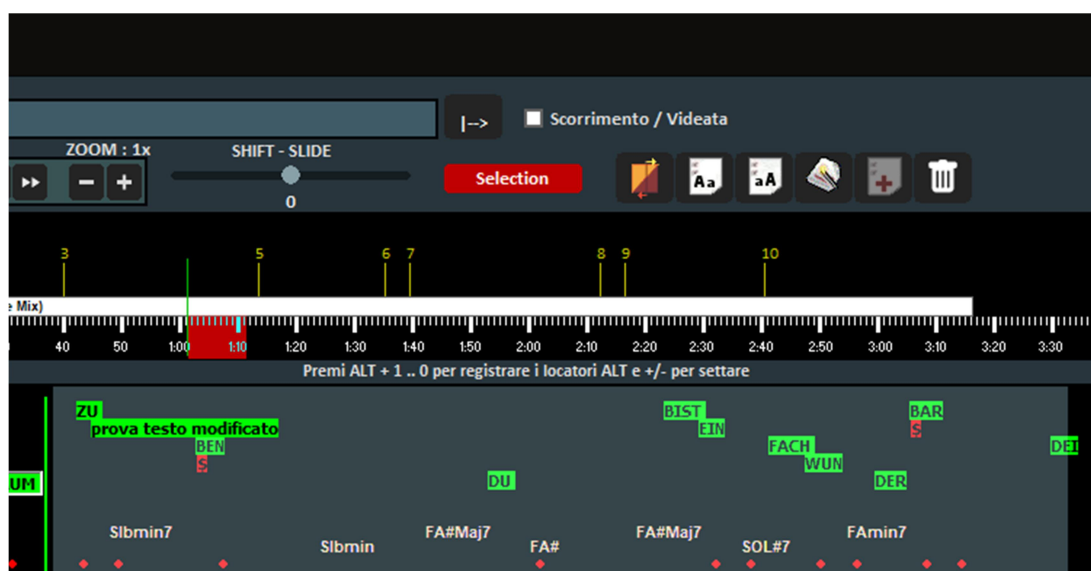 |--> Scorrimento / Videata
ZOOM : 1x SHIFT - SLIDE
- + Selection Aa aA
0
3 5 6 7 8 9 10
Mix)
40 50 1:00 1:10 1:20 1:30 1:40 1:50 2:00 2:10 2:20 2:30 2:40 2:50 3:00 3:10 3:20 3:30
Premi ALT + 1 .. 0 per registrare i locatori ALT e +/- per settare
ZU BIST BAR
prova testo modificato EIN S
BEN FACH DEI
S WUN
UM DU DER
SIbmin7 FA#Maj7 FA#Maj7 FAmin7
SIbmin FA# SOL#7